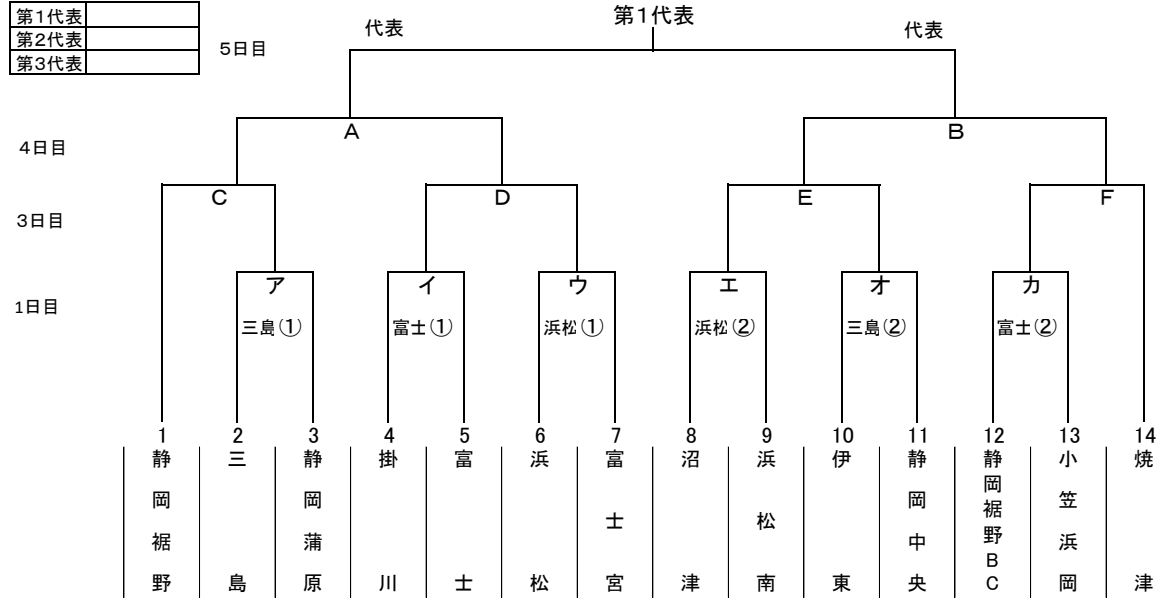 第1代表
第2代表
第3代表
第1代表
代表
代表
5日目
A
B
4日目
C
D
E
F
3日目
ア
イ
ウ
エ
オ
カ
1日目
三島(①)
富士(①)
浜松(①)
浜松(②)
三島(②)
富士(②)
1
2
3
4
5
6
7
8
9
10
11
12
13
14
静岡裾野
三島
静岡蒲原
掛川
富士
浜松
富士宮
沼津
浜松南
伊東
静岡中央
静岡裾野BC
小笠浜岡
焼津